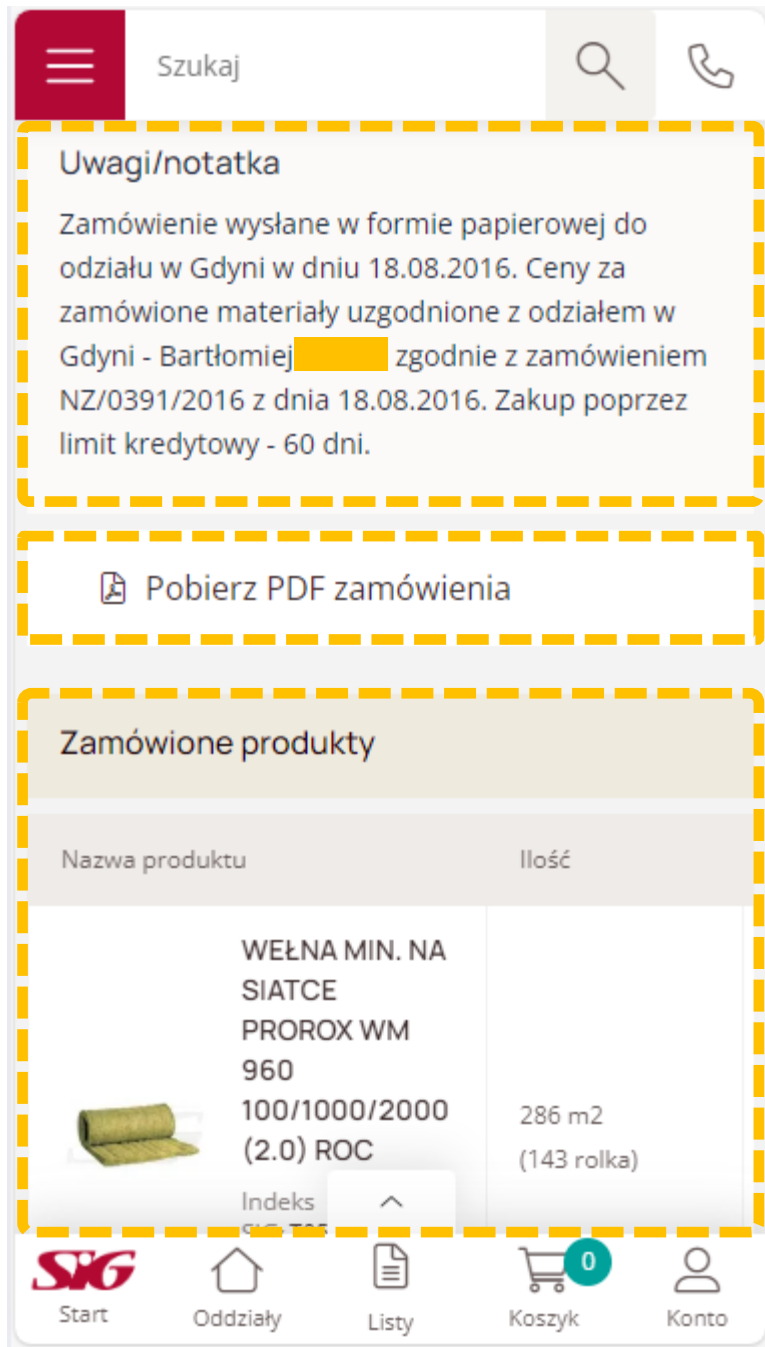 Szukaj
Uwagi/notatka
Zamówienie wysłane w formie papierowej do
odziału w Gdyni w dniu 18.08.2016. Ceny za
zamówione materiały uzgodnione z odziałem w
Gdyni - Bartłomiej zgodnie z zamówieniem
NZ/0391/2016 z dnia 18.08.2016. Zakup poprzez
limit kredytowy - 60 dni.
Pobierz PDF zamówienia
Zamówione produkty
Nazwa produktu Ilość
WEŁNA MIN. NA
SIATCE
PROROX WM
960
100/1000/2000
(2.0) ROC
286 m2
(143 rolka)
Indeks
SIG
Start Oddziały Listy Koszyk 0 Konto